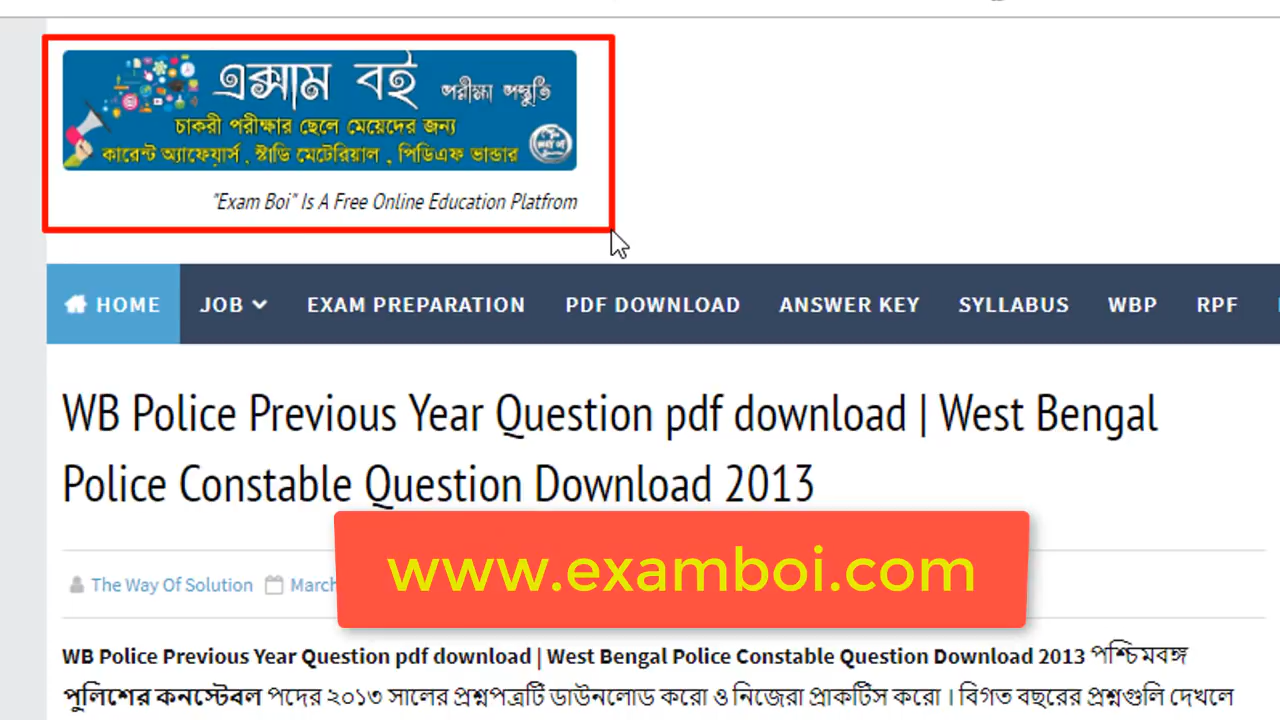 এক্সাম বই পরীক্ষা পস্তুতি
চাকরী পরীক্ষার ছেলে মেয়েদের জন্য
কারেন্ট অ্যাফেয়ার্স , স্টাডি মেটেরিয়াল , পিডিএফ ভান্ডার
"Exam Boi" Is A Free Online Education Platfrom
HOME JOB EXAM PREPARATION PDF DOWNLOAD ANSWER KEY SYLLABUS WBP RPF
WB Police Previous Year Question pdf download | West Bengal
Police Constable Question Download 2013
The Way Of Solution March
www.examboi.com
WB Police Previous Year Question pdf download | West Bengal Police Constable Question Download 2013 পশ্চিমবঙ্গ
পুলিশের কনস্টেবল পদের ২০১৩ সালের প্রশ্নপত্রটি ডাউনলোড করো ও নিজেরা প্রাকটিস করো । বিগত বছরের প্রশ্নগুলি দেখলে